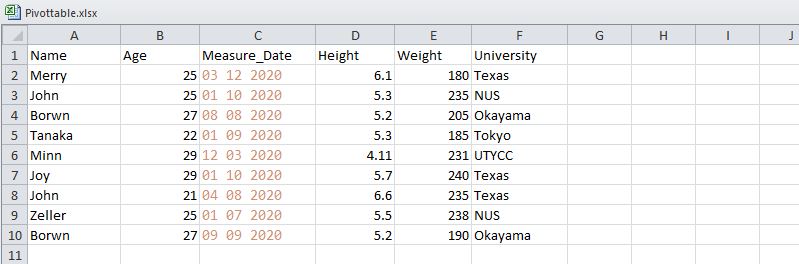 Pivottable.xlsx
A B C D E F G H I J
1 Name Age Measure_Date Height Weight University
2 Merry 25 03 12 2020 6.1 180 Texas
3 John 25 01 10 2020 5.3 235 NUS
4 Borwn 27 08 08 2020 5.2 205 Okayama
5 Tanaka 22 01 09 2020 5.3 185 Tokyo
6 Minn 29 12 03 2020 4.11 231 UTYCC
7 Joy 29 01 10 2020 5.7 240 Texas
8 John 21 04 08 2020 6.6 235 Texas
9 Zeller 25 01 07 2020 5.5 238 NUS
10 Borwn 27 09 09 2020 5.2 190 Okayama
11